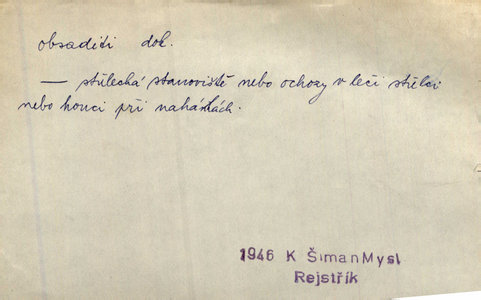 obsaditi dok.
— střelecká stanoviště nebo ochozy v leči střelci
nebo honci při naháňkách.
1946 K ŠimanMysl
Rejstřík